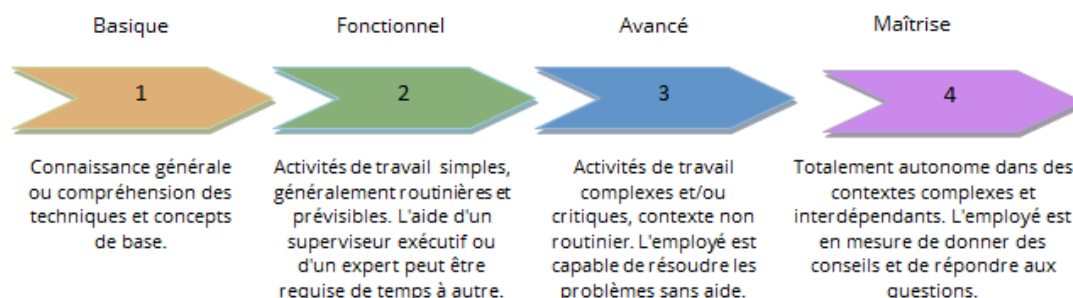 Basique
Fonctionnel
Avancé
Maîtrise
1
2
3
4
Connaissance générale
ou compréhension des
techniques et concepts
de base.
Activités de travail simples,
généralement routinières et
prévisibles. L'aide d'un
superviseur exécutif ou
d'un expert peut être
requise de temps à autre.
Activités de travail
complexes et/ou
critiques, contexte non
routinier. L'employé est
capable de résoudre les
problèmes sans aide.
Totalement autonome dans des
contextes complexes et
interdépendants. L'employé est
en mesure de donner des
conseils et de répondre aux
questions.